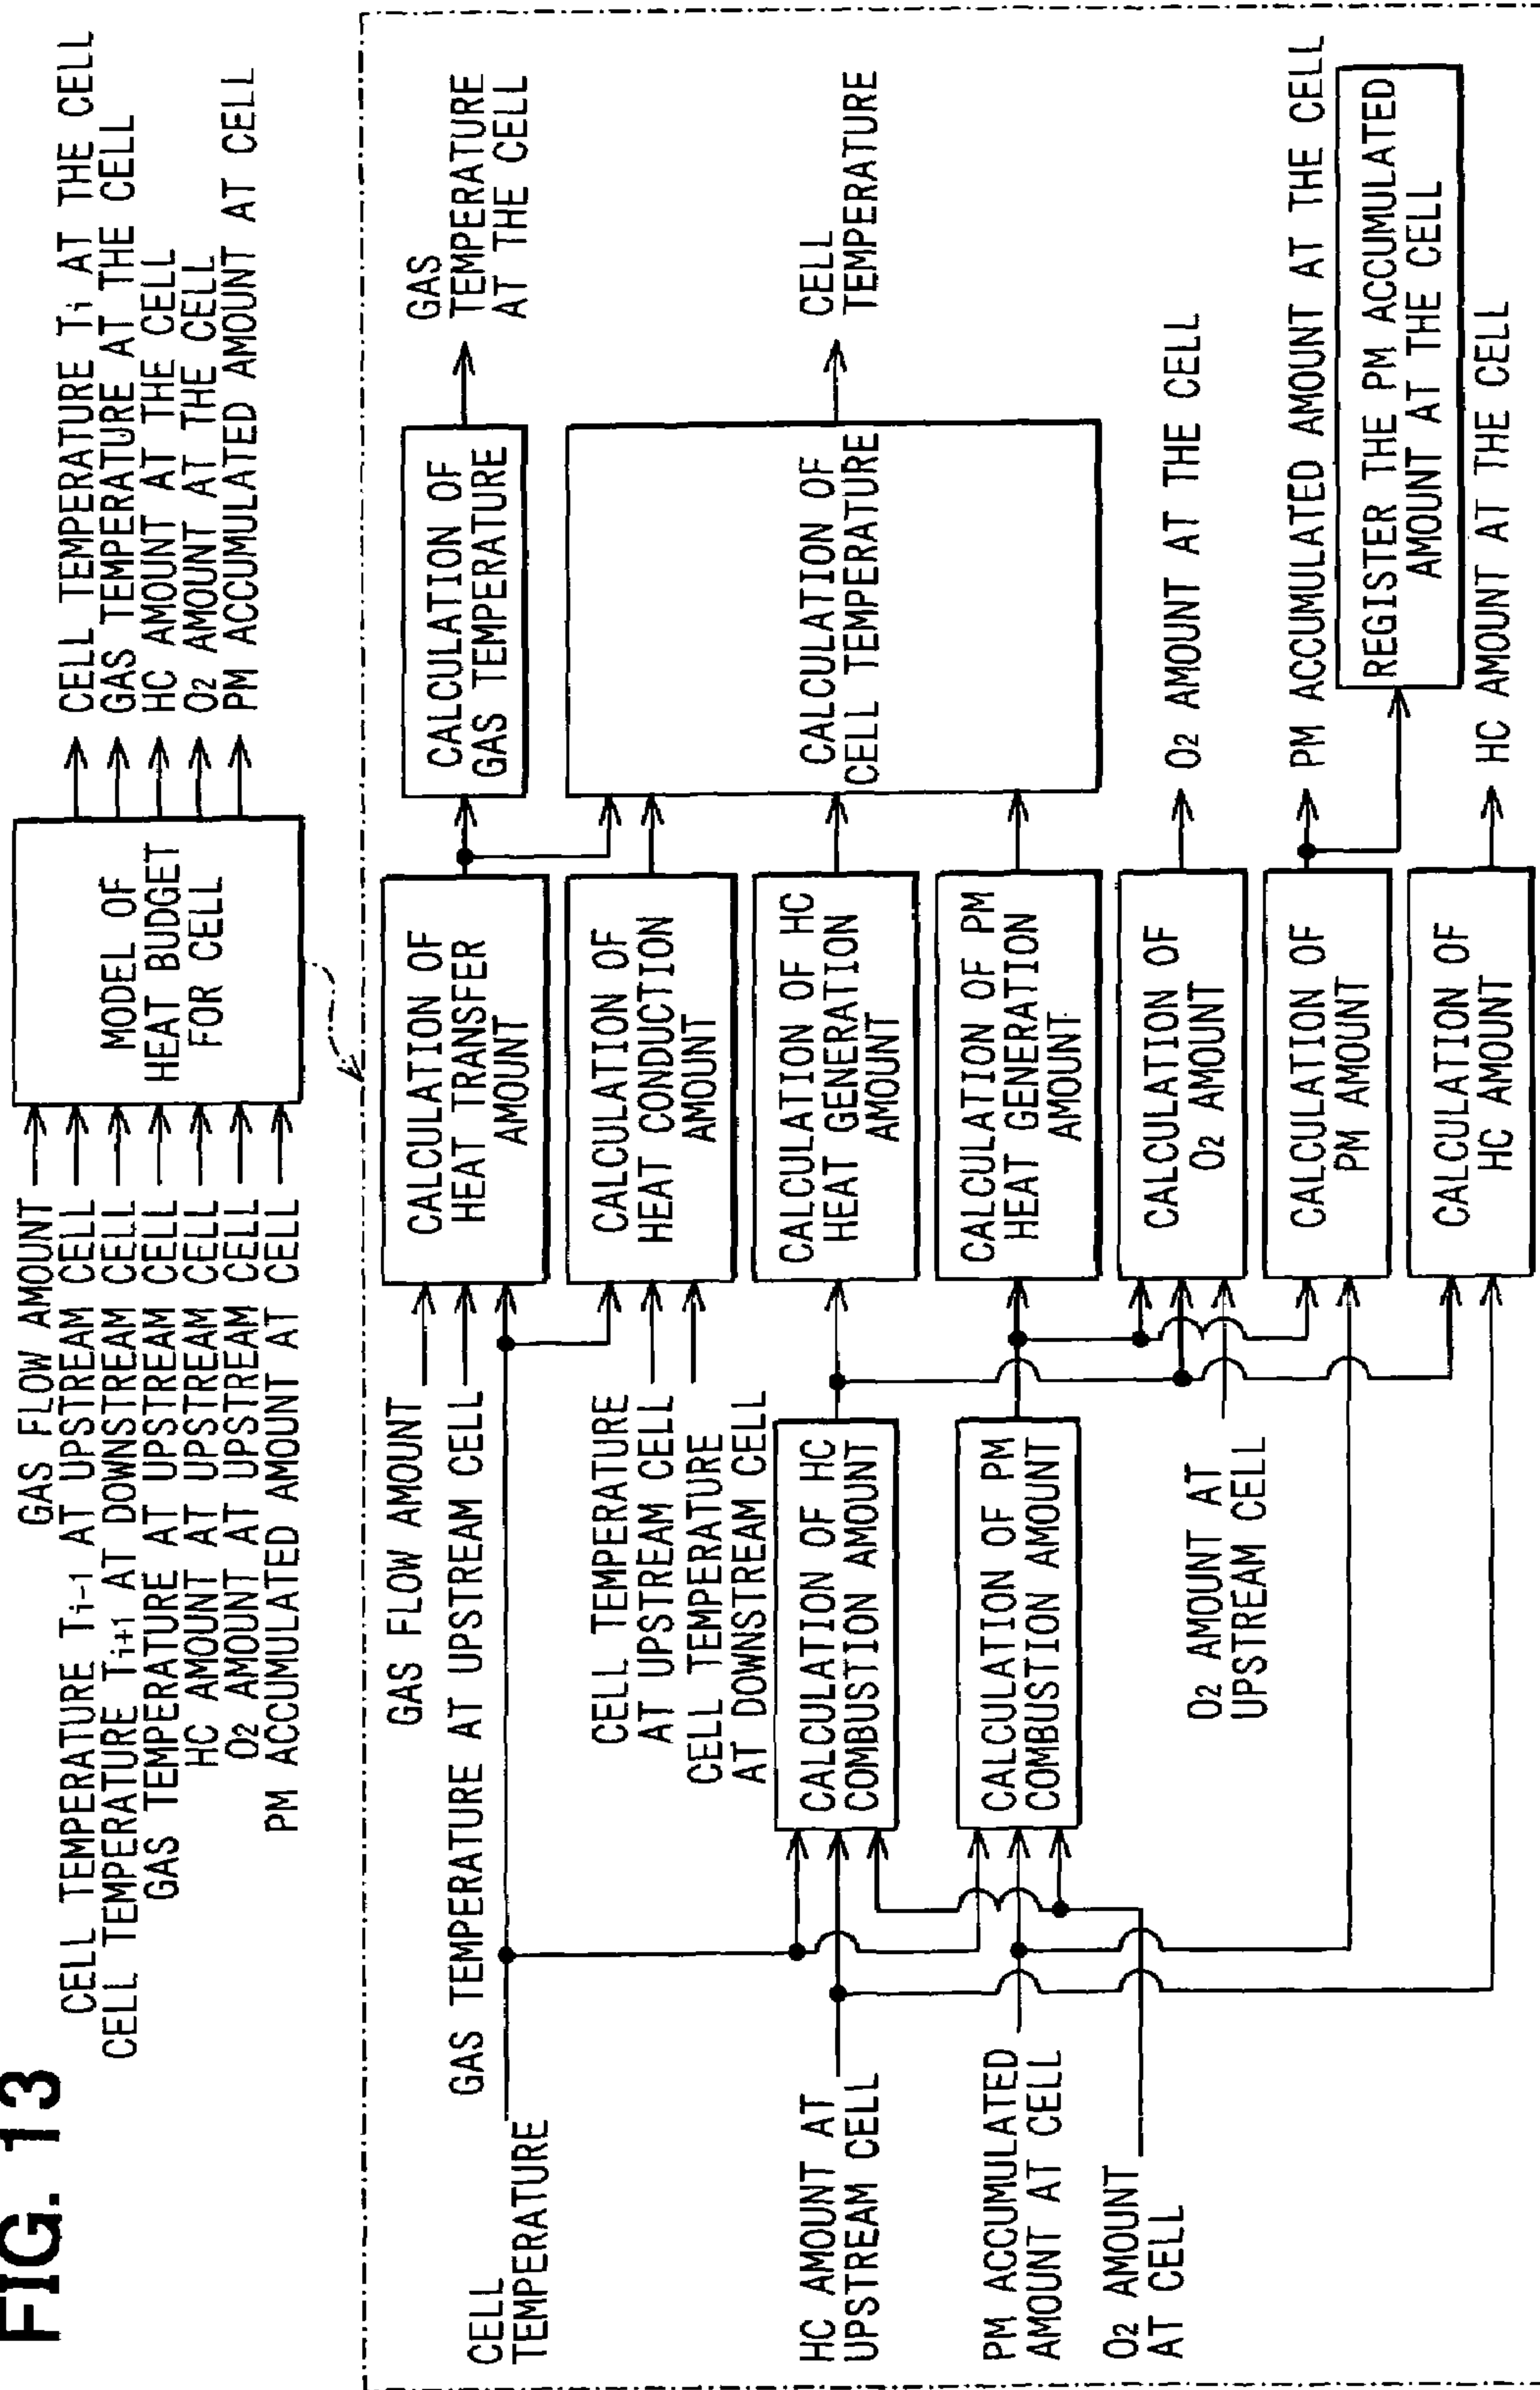 FIG. 13
GAS FLOW AMOUNT
CELL TEMPERATURE Ti-1 AT UPSTREAM CELL
CELL TEMPERATURE Ti+1 AT DOWNSTREAM CELL
GAS TEMPERATURE AT UPSTREAM CELL
HC AMOUNT AT UPSTREAM CELL
O2 AMOUNT AT UPSTREAM CELL
PM ACCUMULATED AMOUNT AT CELL
MODEL OF
HEAT BUDGET
FOR CELL
CELL TEMPERATURE Ti AT THE CELL
GAS TEMPERATURE AT THE CELL
HC AMOUNT AT THE CELL
O2 AMOUNT AT THE CELL
PM ACCUMULATED AMOUNT AT CELL
GAS FLOW AMOUNT
GAS TEMPERATURE AT UPSTREAM CELL
CELL
TEMPERATURE
CELL TEMPERATURE
AT UPSTREAM CELL
CELL TEMPERATURE
AT DOWNSTREAM CELL
HC AMOUNT AT
UPSTREAM CELL
PM ACCUMULATED
AMOUNT AT CELL
O2 AMOUNT
AT CELL
CALCULATION OF HC
COMBUSTION AMOUNT
CALCULATION OF PM
COMBUSTION AMOUNT
O2 AMOUNT AT
UPSTREAM CELL
CALCULATION OF
HEAT TRANSFER
AMOUNT
CALCULATION OF
HEAT CONDUCTION
AMOUNT
CALCULATION OF HC
HEAT GENERATION
AMOUNT
CALCULATION OF PM
HEAT GENERATION
AMOUNT
CALCULATION OF
O2 AMOUNT
CALCULATION OF
PM AMOUNT
CALCULATION OF
HC AMOUNT
CALCULATION OF
GAS TEMPERATURE
CALCULATION OF
CELL TEMPERATURE
GAS
TEMPERATURE
AT THE CELL
CELL
TEMPERATURE
O2 AMOUNT AT THE CELL
PM ACCUMULATED AMOUNT AT THE CELL
REGISTER THE PM ACCUMULATED
AMOUNT AT THE CELL
HC AMOUNT AT THE CELL